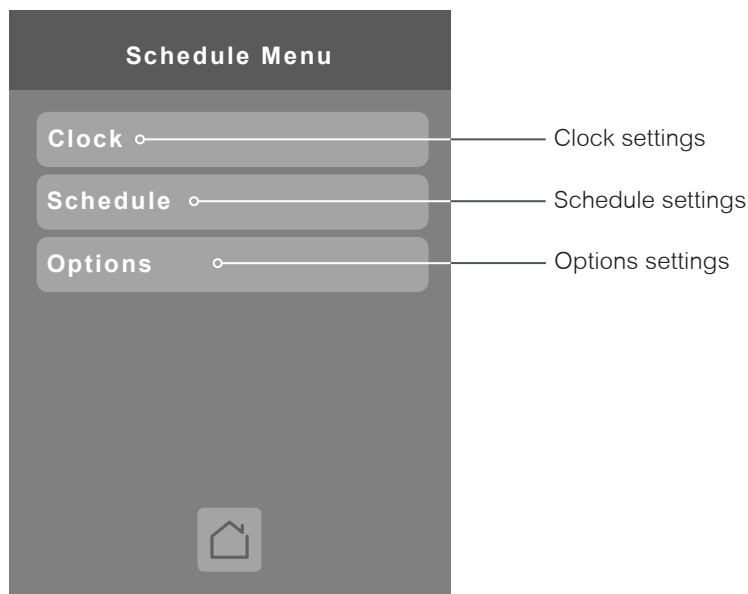 Schedule Menu
Clock
Clock settings
Schedule
Schedule settings
Options
Options settings